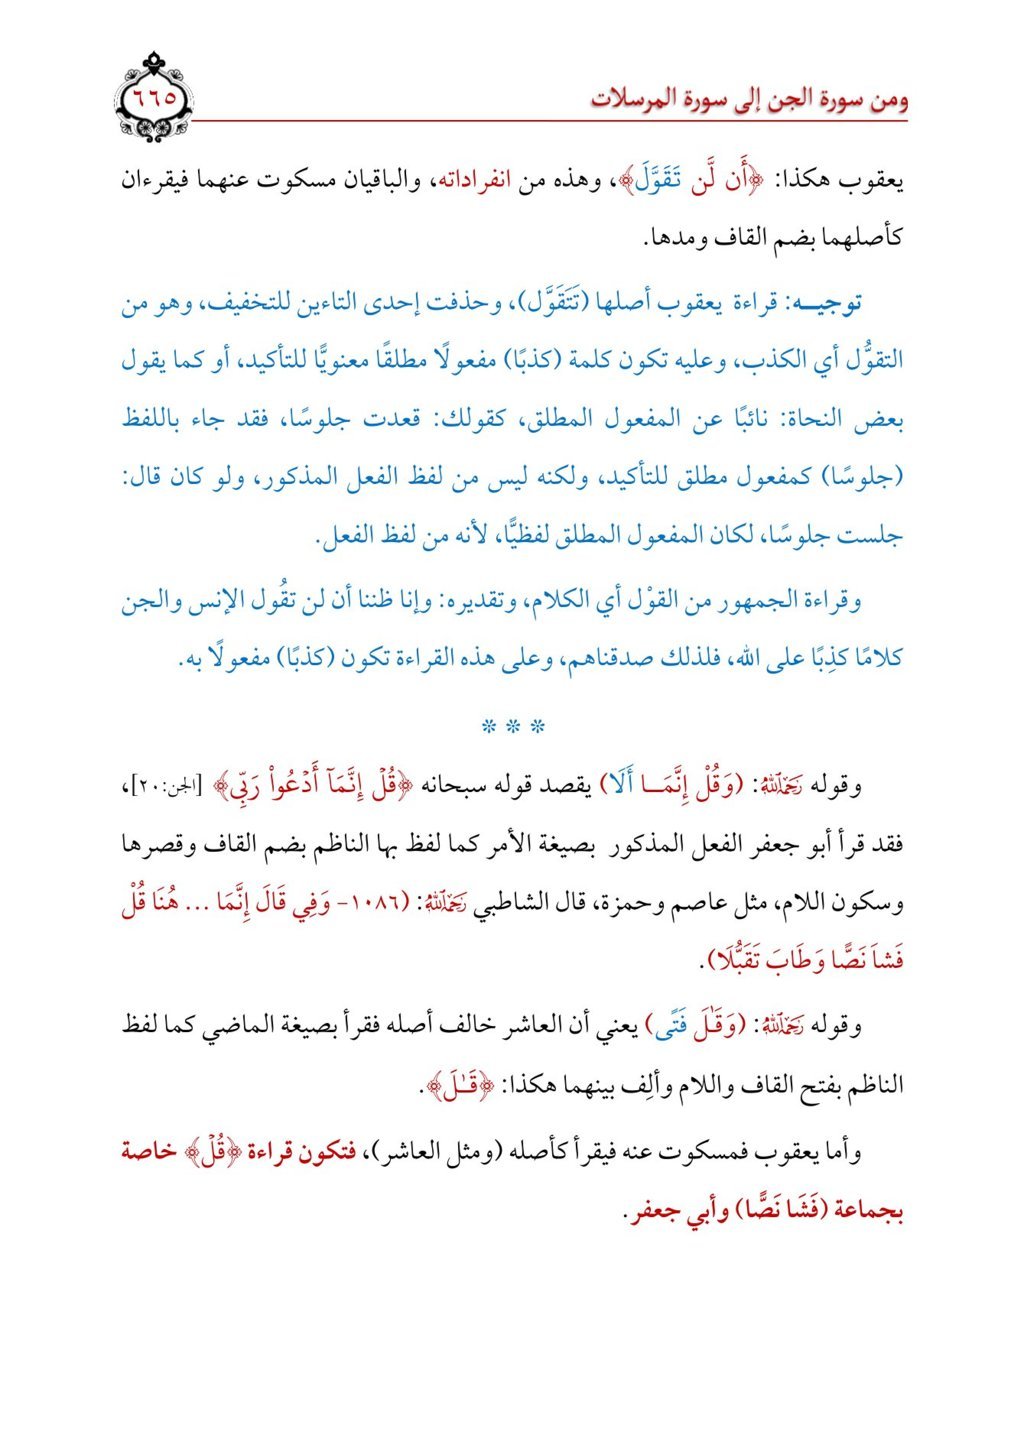 ومن سورة الجن إلى سورة المرسلات
٦٦٥
يعقوب هكذا: ﴿أَن لَّن تَقَوَّلَ﴾، وهذه من انفراداته، والباقيان مسكوت عنهما فيقرءان
كأصلهما بضم القاف ومدها.
توجيـــه: قراءة يعقوب أصلها (تَتَقَوَّل)، وحذفت إحدى التاءين للتخفيف، وهو من
التقوُّل أي الكذب، وعليه تكون كلمة (كذبًا) مفعولًا مطلقًا معنويًّا للتأكيد، أو كما يقول
بعض النحاة: نائبًا عن المفعول المطلق، كقولك: قعدت جلوسًا، فقد جاء باللفظ
(جلوسًا) كمفعول مطلق للتأكيد، ولكنه ليس من لفظ الفعل المذكور، ولو كان قال:
جلست جلوسًا، لكان المفعول المطلق لفظيًّا، لأنه من لفظ الفعل.
وقراءة الجمهور من القوْل أي الكلام، وتقديره: وإنا ظننا أن لن تقُول الإنس والجن
كلامًا كذِبًا على الله، فلذلك صدقناهم، وعلى هذه القراءة تكون (كذبًا) مفعولًا به.
* * *
وقوله رَحِمَهُ ٱللَّهُ: (وَقُلْ إِنَّمَــا أَلَا) يقصد قوله سبحانه ﴿قُلْ إِنَّمَآ أَدْعُواْ رَبِّي﴾ [الجن:٢٠]،
فقد قرأ أبو جعفر الفعل المذكور بصيغة الأمر كما لفظ بها الناظم بضم القاف وقصرها
وسكون اللام، مثل عاصم وحمزة، قال الشاطبي رَحِمَهُ ٱللَّهُ: (١٠٨٦- وَفِي قَالَ إِنَّمَا ... هُنَا قُلْ
فَشاَ نَصًّا وَطَابَ تَقَبُّلَا).
وقوله رَحِمَهُ ٱللَّهُ: (وَقَٰلَ فَتًى) يعني أن العاشر خالف أصله فقرأ بصيغة الماضي كما لفظ
الناظم بفتح القاف واللام وألِف بينهما هكذا: ﴿قَـٰلَ﴾.
وأما يعقوب فمسكوت عنه فيقرأ كأصله (ومثل العاشر)، فتكون قراءة ﴿قُلْ﴾ خاصة
بجماعة (فَشَا نَصًّا) وأبي جعفر.